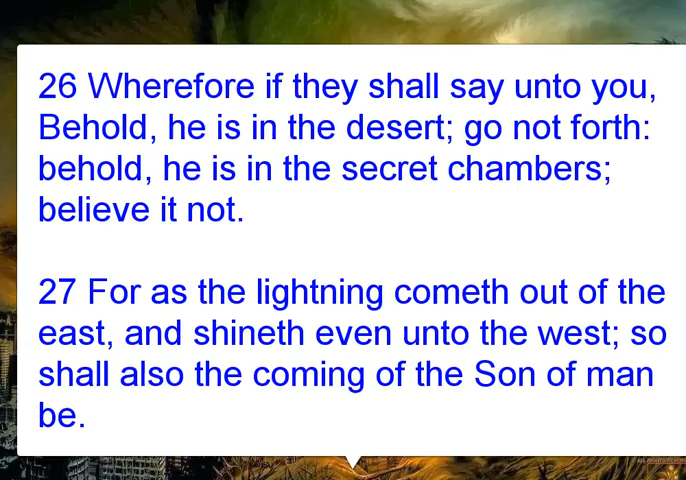 26 Wherefore if they shall say unto you,
Behold, he is in the desert; go not forth:
behold, he is in the secret chambers;
believe it not.
27 For as the lightning cometh out of the
east, and shineth even unto the west; so
shall also the coming of the Son of man
be.